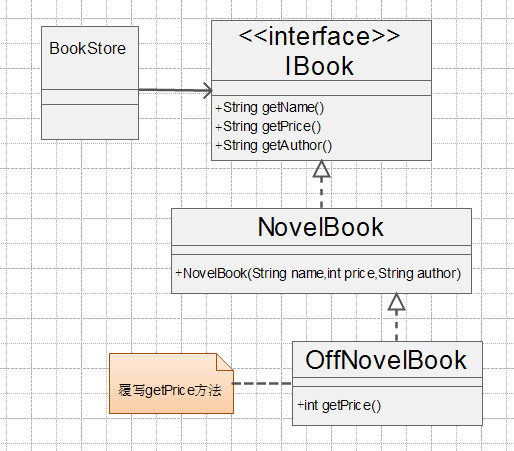 BookStore
<<interface>>
IBook
+String getName()
+String getPrice()
+String getAuthor()
NovelBook
+NovelBook(String name,int price,String author)
OffNovelBook
+int getPrice()
覆写getPrice方法